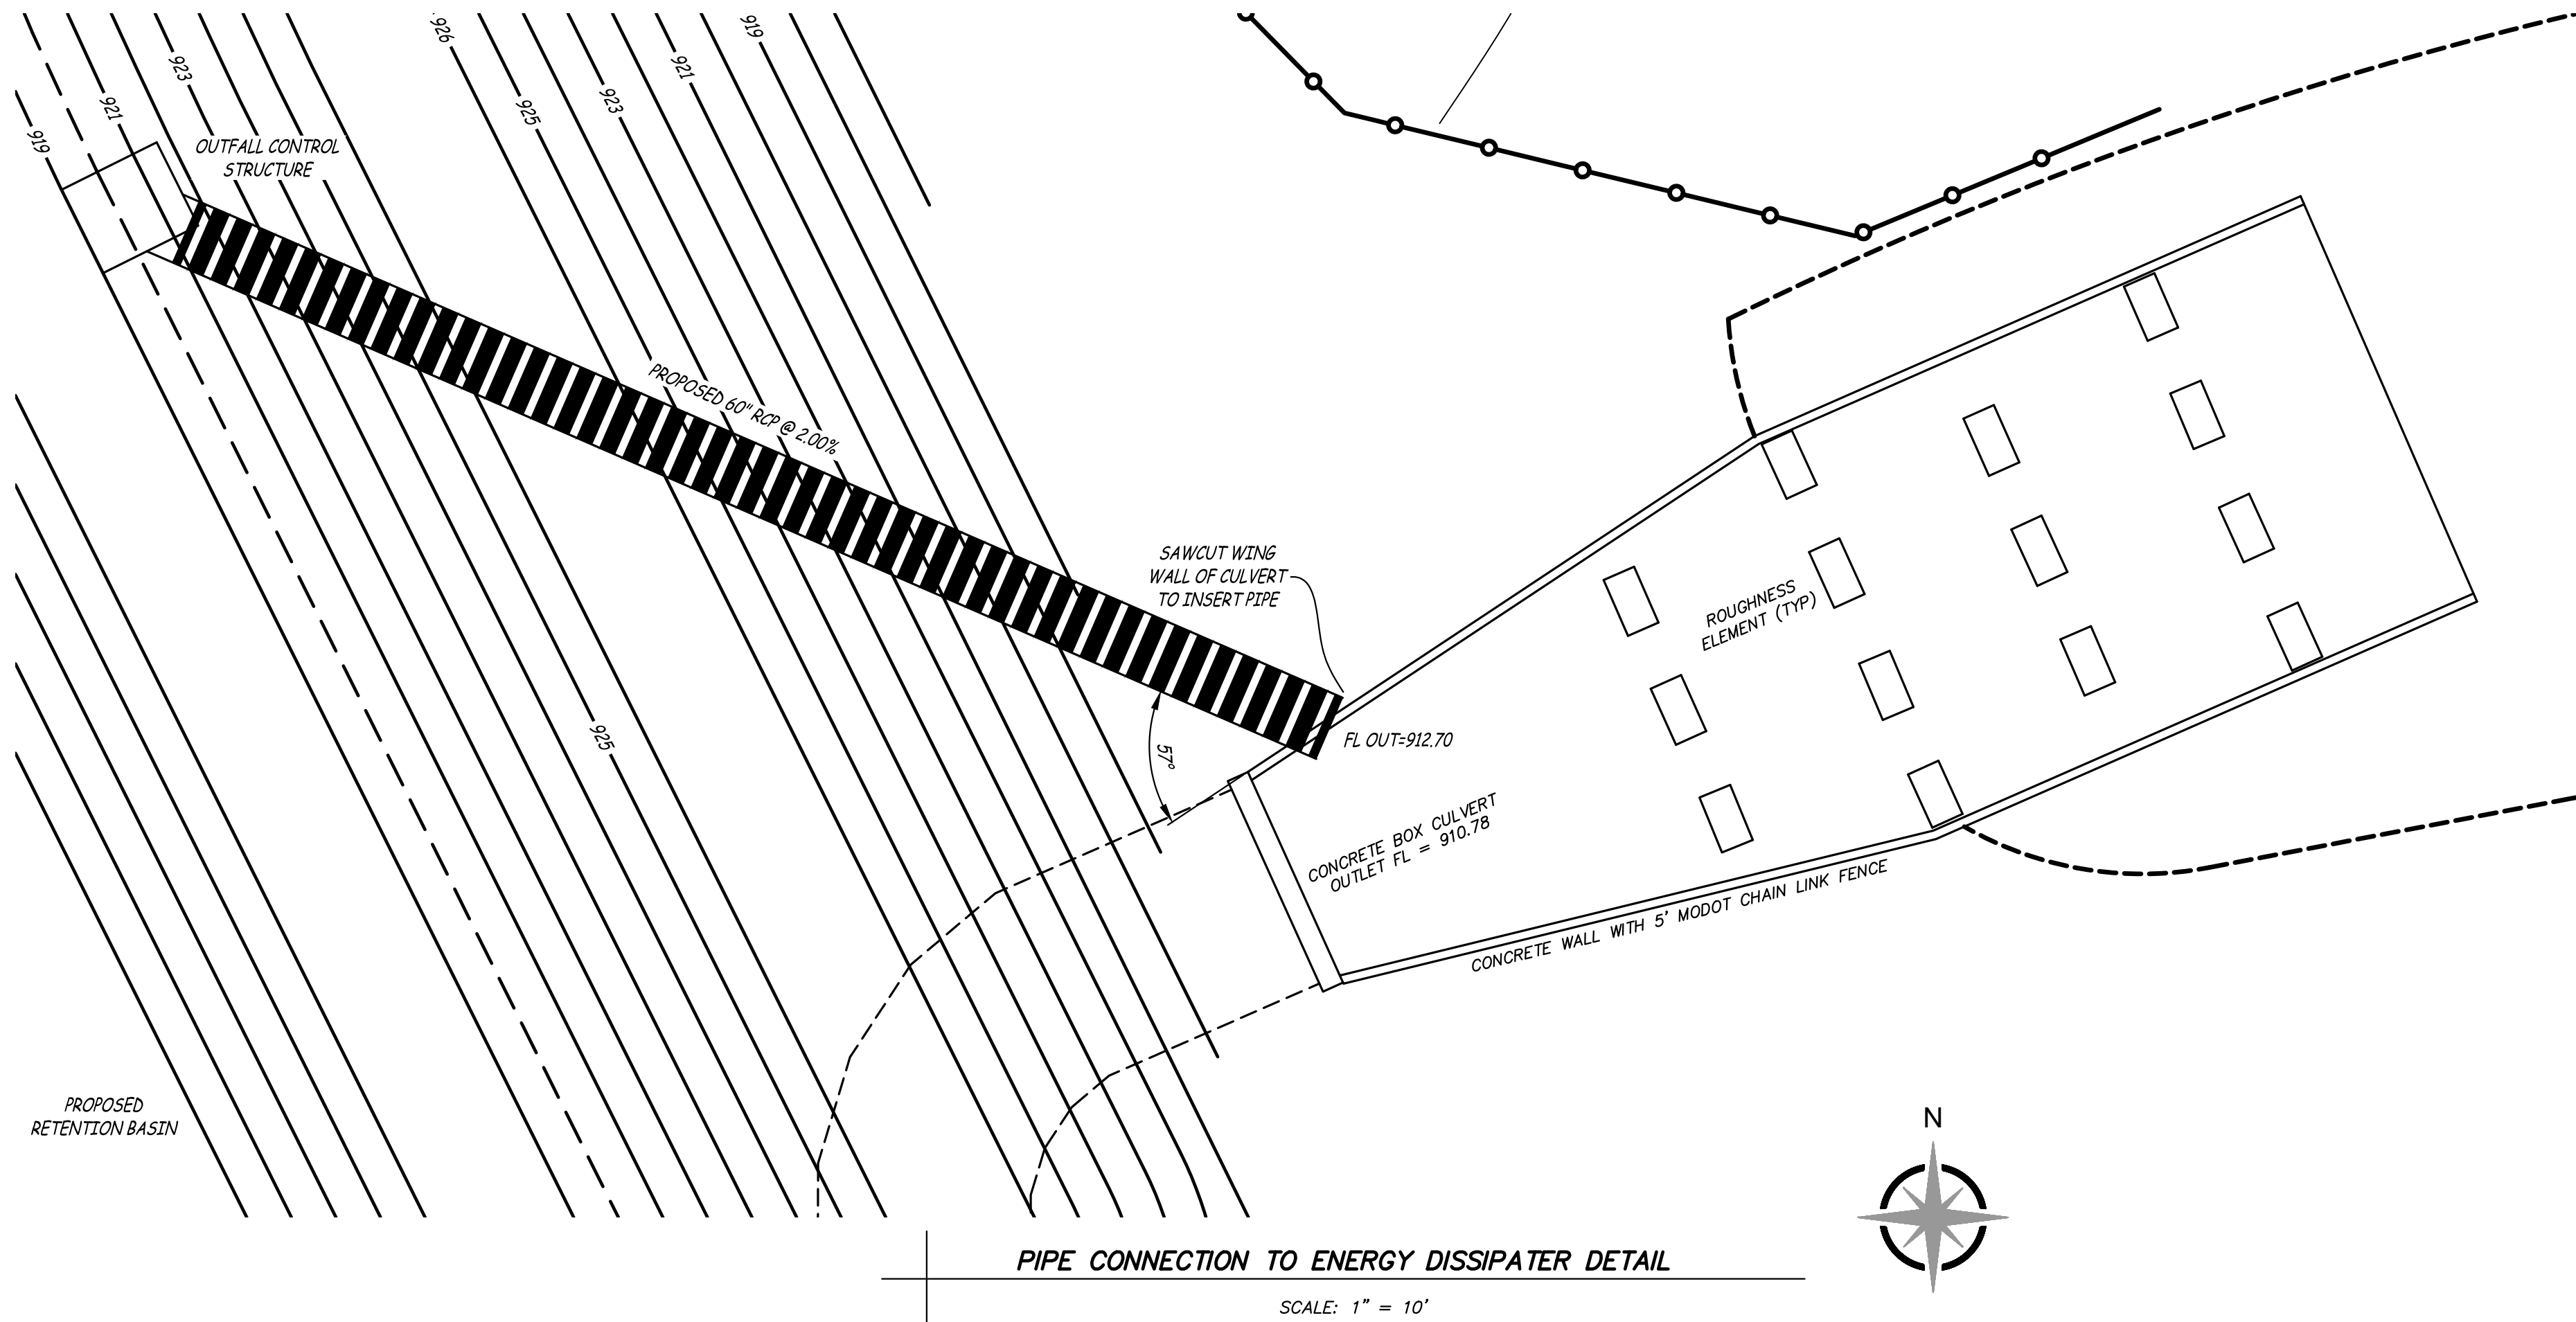 926
919
923
921
921
925
923
919
OUTFALL CONTROL
STRUCTURE
PROPOSED 60" RCP @ 2.00%
SAWCUT WING
WALL OF CULVERT
TO INSERT PIPE
ROUGHNESS
ELEMENT (TYP)
925
57°
FL OUT=912.70
CONCRETE BOX CULVERT
OUTLET FL = 910.78
CONCRETE WALL WITH 5' MODOT CHAIN LINK FENCE
PROPOSED
RETENTION BASIN
N
PIPE CONNECTION TO ENERGY DISSIPATER DETAIL
SCALE: 1" = 10'